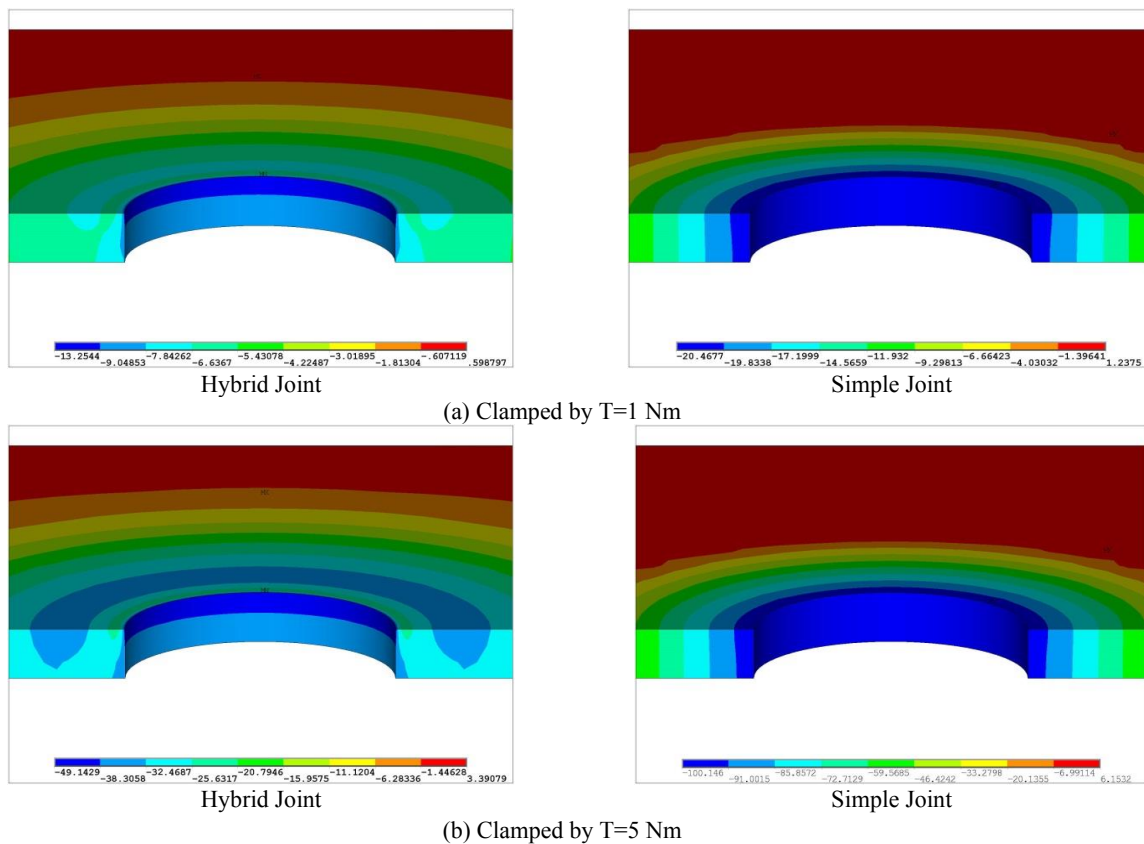 -13.2544 -7.84262 -5.43078 -3.01895 -.607119
-9.04853 -6.6367 -4.22487 -1.81304 .598797
Hybrid Joint
-20.4677 -17.1999 -11.932 -6.66423 -1.39641
-19.8338 -14.5659 -9.29813 -4.03032 1.2375
Simple Joint
(a) Clamped by T=1 Nm
-49.1429 -32.4687 -20.7946 -11.1204 -1.44628
-38.3058 -25.6317 -15.9575 -6.28336 3.39079
Hybrid Joint
-100.146 -85.8572 -59.5685 -33.2798 -6.99114
-91.0015 -72.7129 -46.4242 -20.1355 6.1532
Simple Joint
(b) Clamped by T=5 Nm